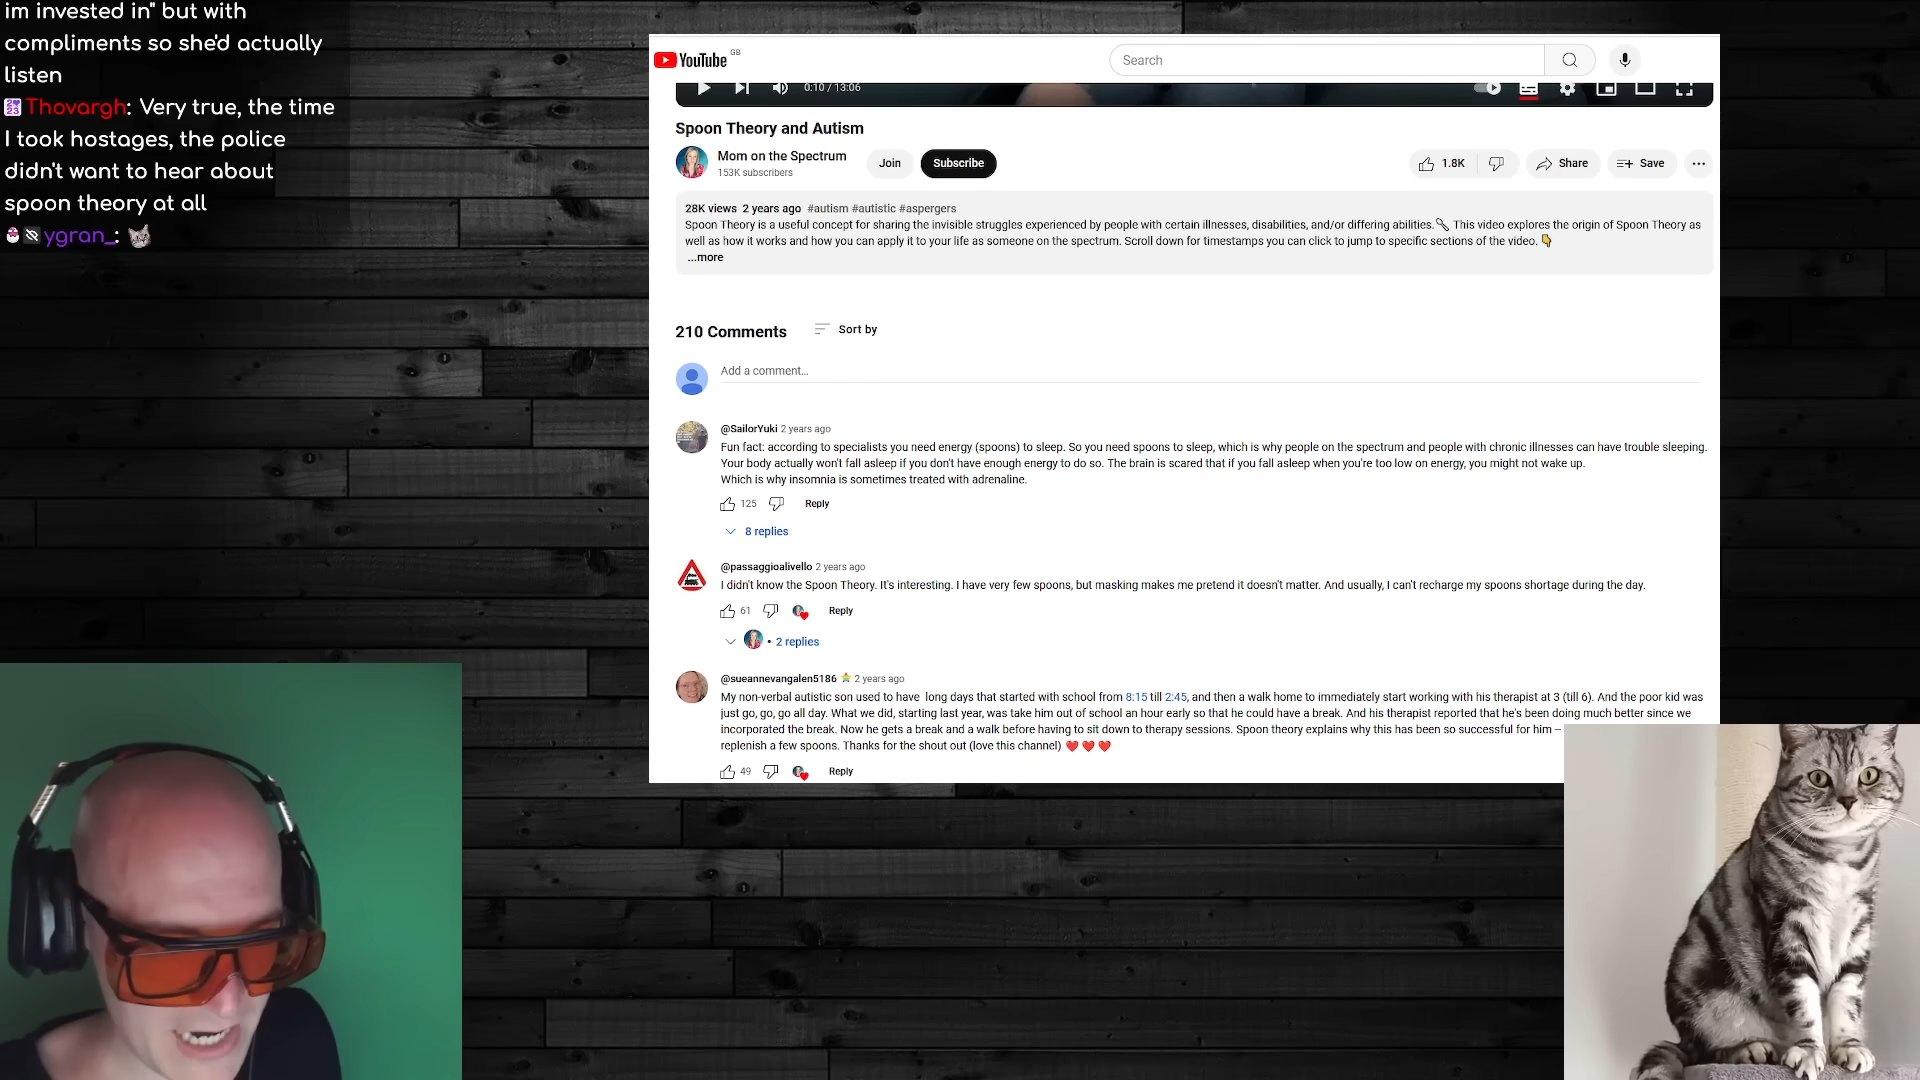 im invested in" but with
compliments so she'd actually
listen
Thovargh: Very true, the time
I took hostages, the police
didn't want to hear about
spoon theory at all
ygran_:
YouTube GB
Search
0:10 / 13:06
Spoon Theory and Autism
Mom on the Spectrum
153K subscribers
Join
Subscribe
1.8K
Share
Save
28K views 2 years ago #autism #autistic #aspergers
Spoon Theory is a useful concept for sharing the invisible struggles experienced by people with certain illnesses, disabilities, and/or differing abilities.🥄 This video explores the origin of Spoon Theory as
well as how it works and how you can apply it to your life as someone on the spectrum. Scroll down for timestamps you can click to jump to specific sections of the video. 👇
...more
210 Comments
Sort by
Add a comment...
@SailorYuki 2 years ago
Fun fact: according to specialists you need energy (spoons) to sleep. So you need spoons to sleep, which is why people on the spectrum and people with chronic illnesses can have trouble sleeping.
Your body actually won't fall asleep if you don't have enough energy to do so. The brain is scared that if you fall asleep when you're too low on energy, you might not wake up.
Which is why insomnia is sometimes treated with adrenaline.
125
Reply
8 replies
@passaggioalivello 2 years ago
I didn't know the Spoon Theory. It's interesting. I have very few spoons, but masking makes me pretend it doesn't matter. And usually, I can't recharge my spoons shortage during the day.
61
Reply
• 2 replies
@sueannevangalen5186 2 years ago
My non-verbal autistic son used to have long days that started with school from 8:15 till 2:45, and then a walk home to immediately start working with his therapist at 3 (till 6). And the poor kid was
just go, go, go all day. What we did, starting last year, was take him out of school an hour early so that he could have a break. And his therapist reported that he's been doing much better since we
incorporated the break. Now he gets a break and a walk before having to sit down to therapy sessions. Spoon theory explains why this has been so successful for him –
replenish a few spoons. Thanks for the shout out (love this channel) ❤️ ❤️ ❤️
49
Reply